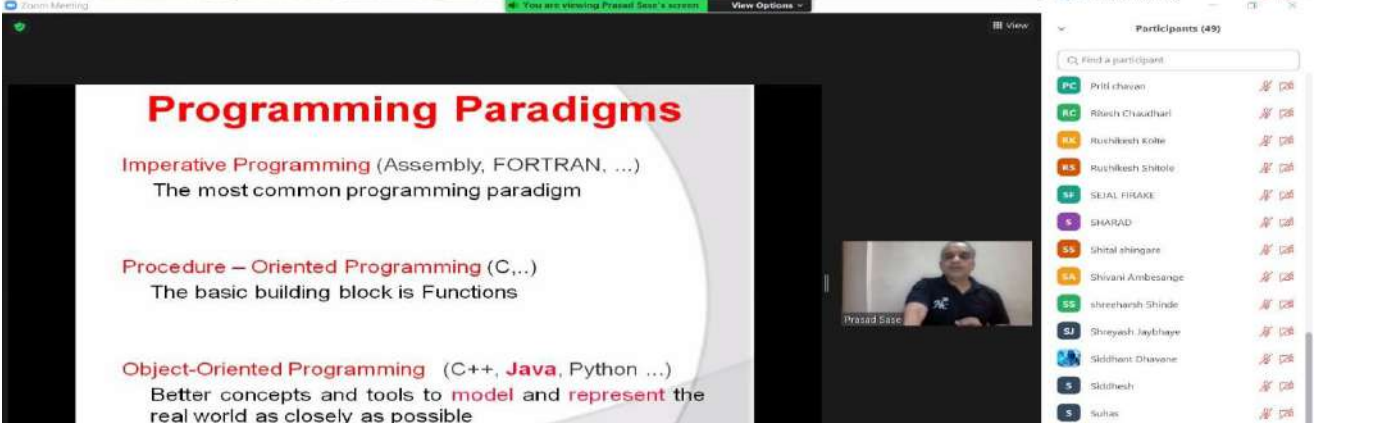 Zoom Meeting
You are viewing Prasad Sase's screen
View Options
View
Programming Paradigms
Imperative Programming (Assembly, FORTRAN, ...)
The most common programming paradigm
Procedure – Oriented Programming (C,..)
The basic building block is Functions
Object-Oriented Programming (C++, Java, Python ...)
Better concepts and tools to model and represent the
real world as closely as possible
Prasad Sase
Participants (49)
Find a participant
PC Priti chavan
RC Ritesh Chaudhari
RK Rushikesh Kolte
RS Rushikesh Shitole
SF SEJAL FIRAKE
S SHARAD
SS Shital shingare
SA Shivani Ambesange
SS shreeharsh Shinde
SJ Shreyash Jaybhaye
Siddhant Dhavane
S Siddhesh
S Suhas